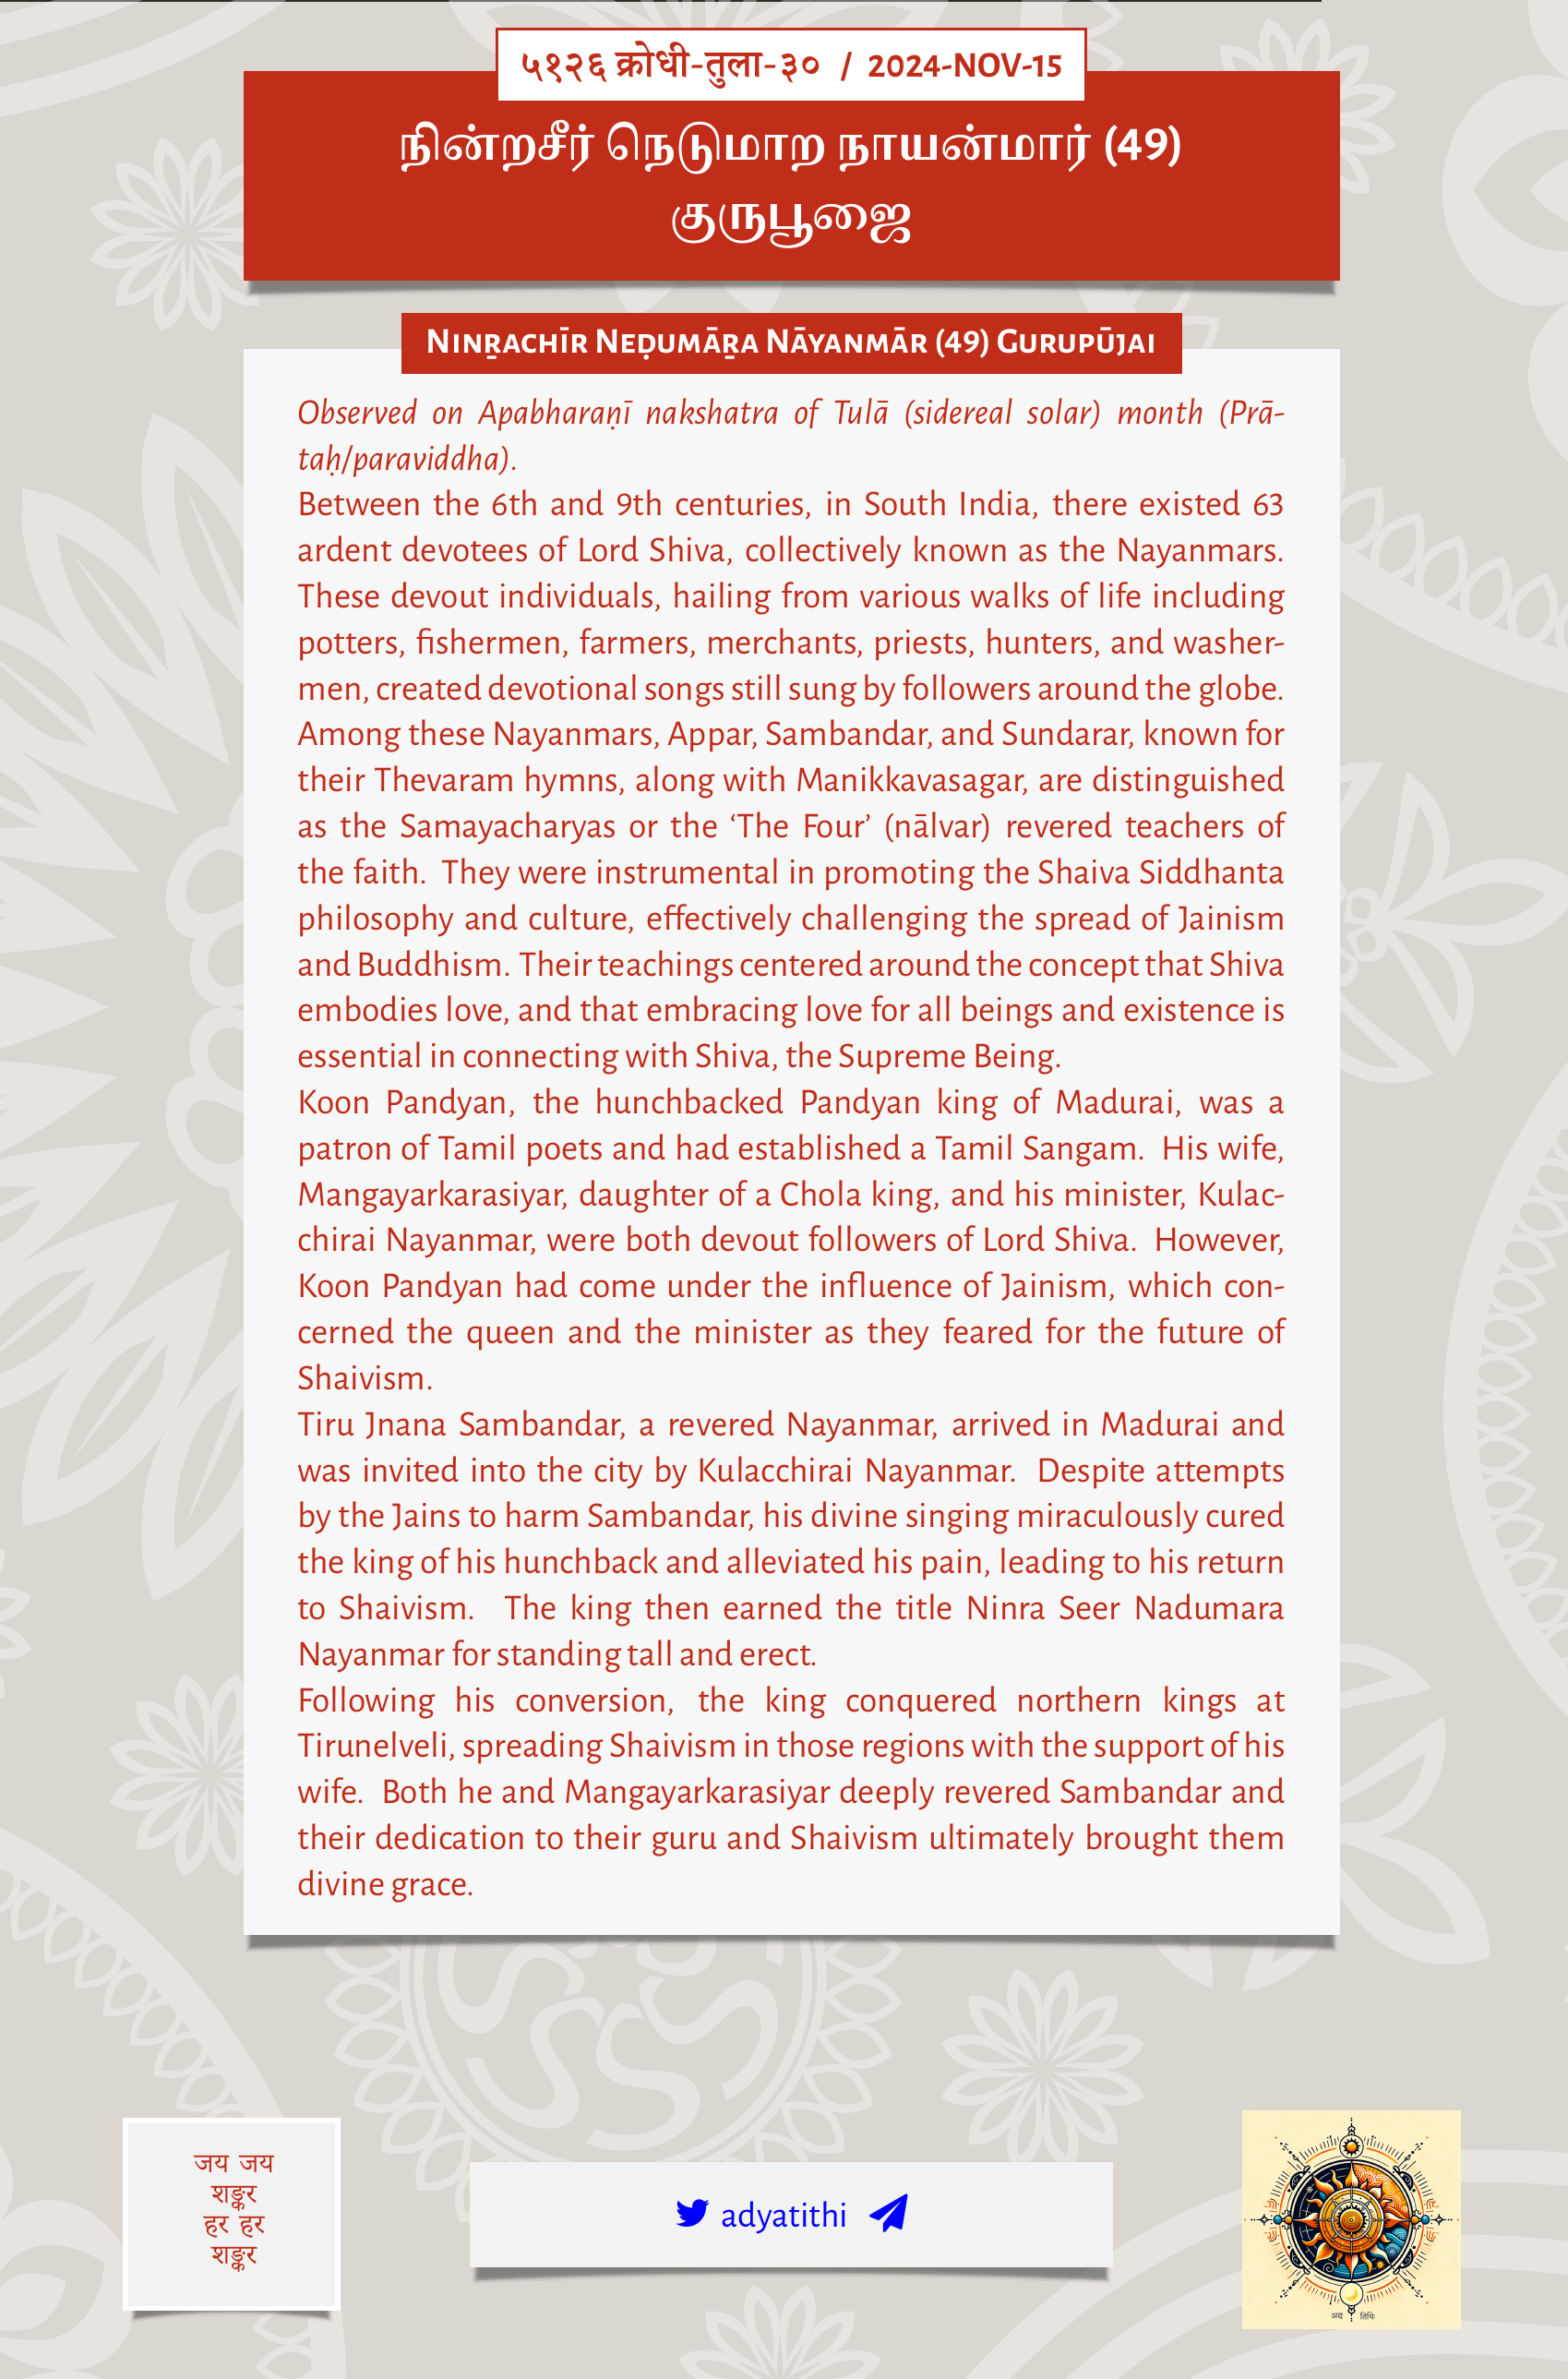 ५१२६ क्रोधी-तुला-३० / 2024-NOV-15
நின்றசீர் நெடுமாற நாயன்மார் (49)
குருபூஜை
Ninṟachīr Neḍumāṟa Nāyanmār (49) Gurupūjai
Observed on Apabharaṇī nakshatra of Tulā (sidereal solar) month (Prā-
taḥ/paraviddha).
Between the 6th and 9th centuries, in South India, there existed 63
ardent devotees of Lord Shiva, collectively known as the Nayanmars.
These devout individuals, hailing from various walks of life including
potters, fishermen, farmers, merchants, priests, hunters, and washer-
men, created devotional songs still sung by followers around the globe.
Among these Nayanmars, Appar, Sambandar, and Sundarar, known for
their Thevaram hymns, along with Manikkavasagar, are distinguished
as the Samayacharyas or the ‘The Four’ (nālvar) revered teachers of
the faith. They were instrumental in promoting the Shaiva Siddhanta
philosophy and culture, effectively challenging the spread of Jainism
and Buddhism. Their teachings centered around the concept that Shiva
embodies love, and that embracing love for all beings and existence is
essential in connecting with Shiva, the Supreme Being.
Koon Pandyan, the hunchbacked Pandyan king of Madurai, was a
patron of Tamil poets and had established a Tamil Sangam. His wife,
Mangayarkarasiyar, daughter of a Chola king, and his minister, Kulac-
chirai Nayanmar, were both devout followers of Lord Shiva. However,
Koon Pandyan had come under the influence of Jainism, which con-
cerned the queen and the minister as they feared for the future of
Shaivism.
Tiru Jnana Sambandar, a revered Nayanmar, arrived in Madurai and
was invited into the city by Kulacchirai Nayanmar. Despite attempts
by the Jains to harm Sambandar, his divine singing miraculously cured
the king of his hunchback and alleviated his pain, leading to his return
to Shaivism. The king then earned the title Ninra Seer Nadumara
Nayanmar for standing tall and erect.
Following his conversion, the king conquered northern kings at
Tirunelveli, spreading Shaivism in those regions with the support of his
wife. Both he and Mangayarkarasiyar deeply revered Sambandar and
their dedication to their guru and Shaivism ultimately brought them
divine grace.
जय जय
शङ्कर
हर हर
शङ्कर
adyatithi
अद्य तिथिः